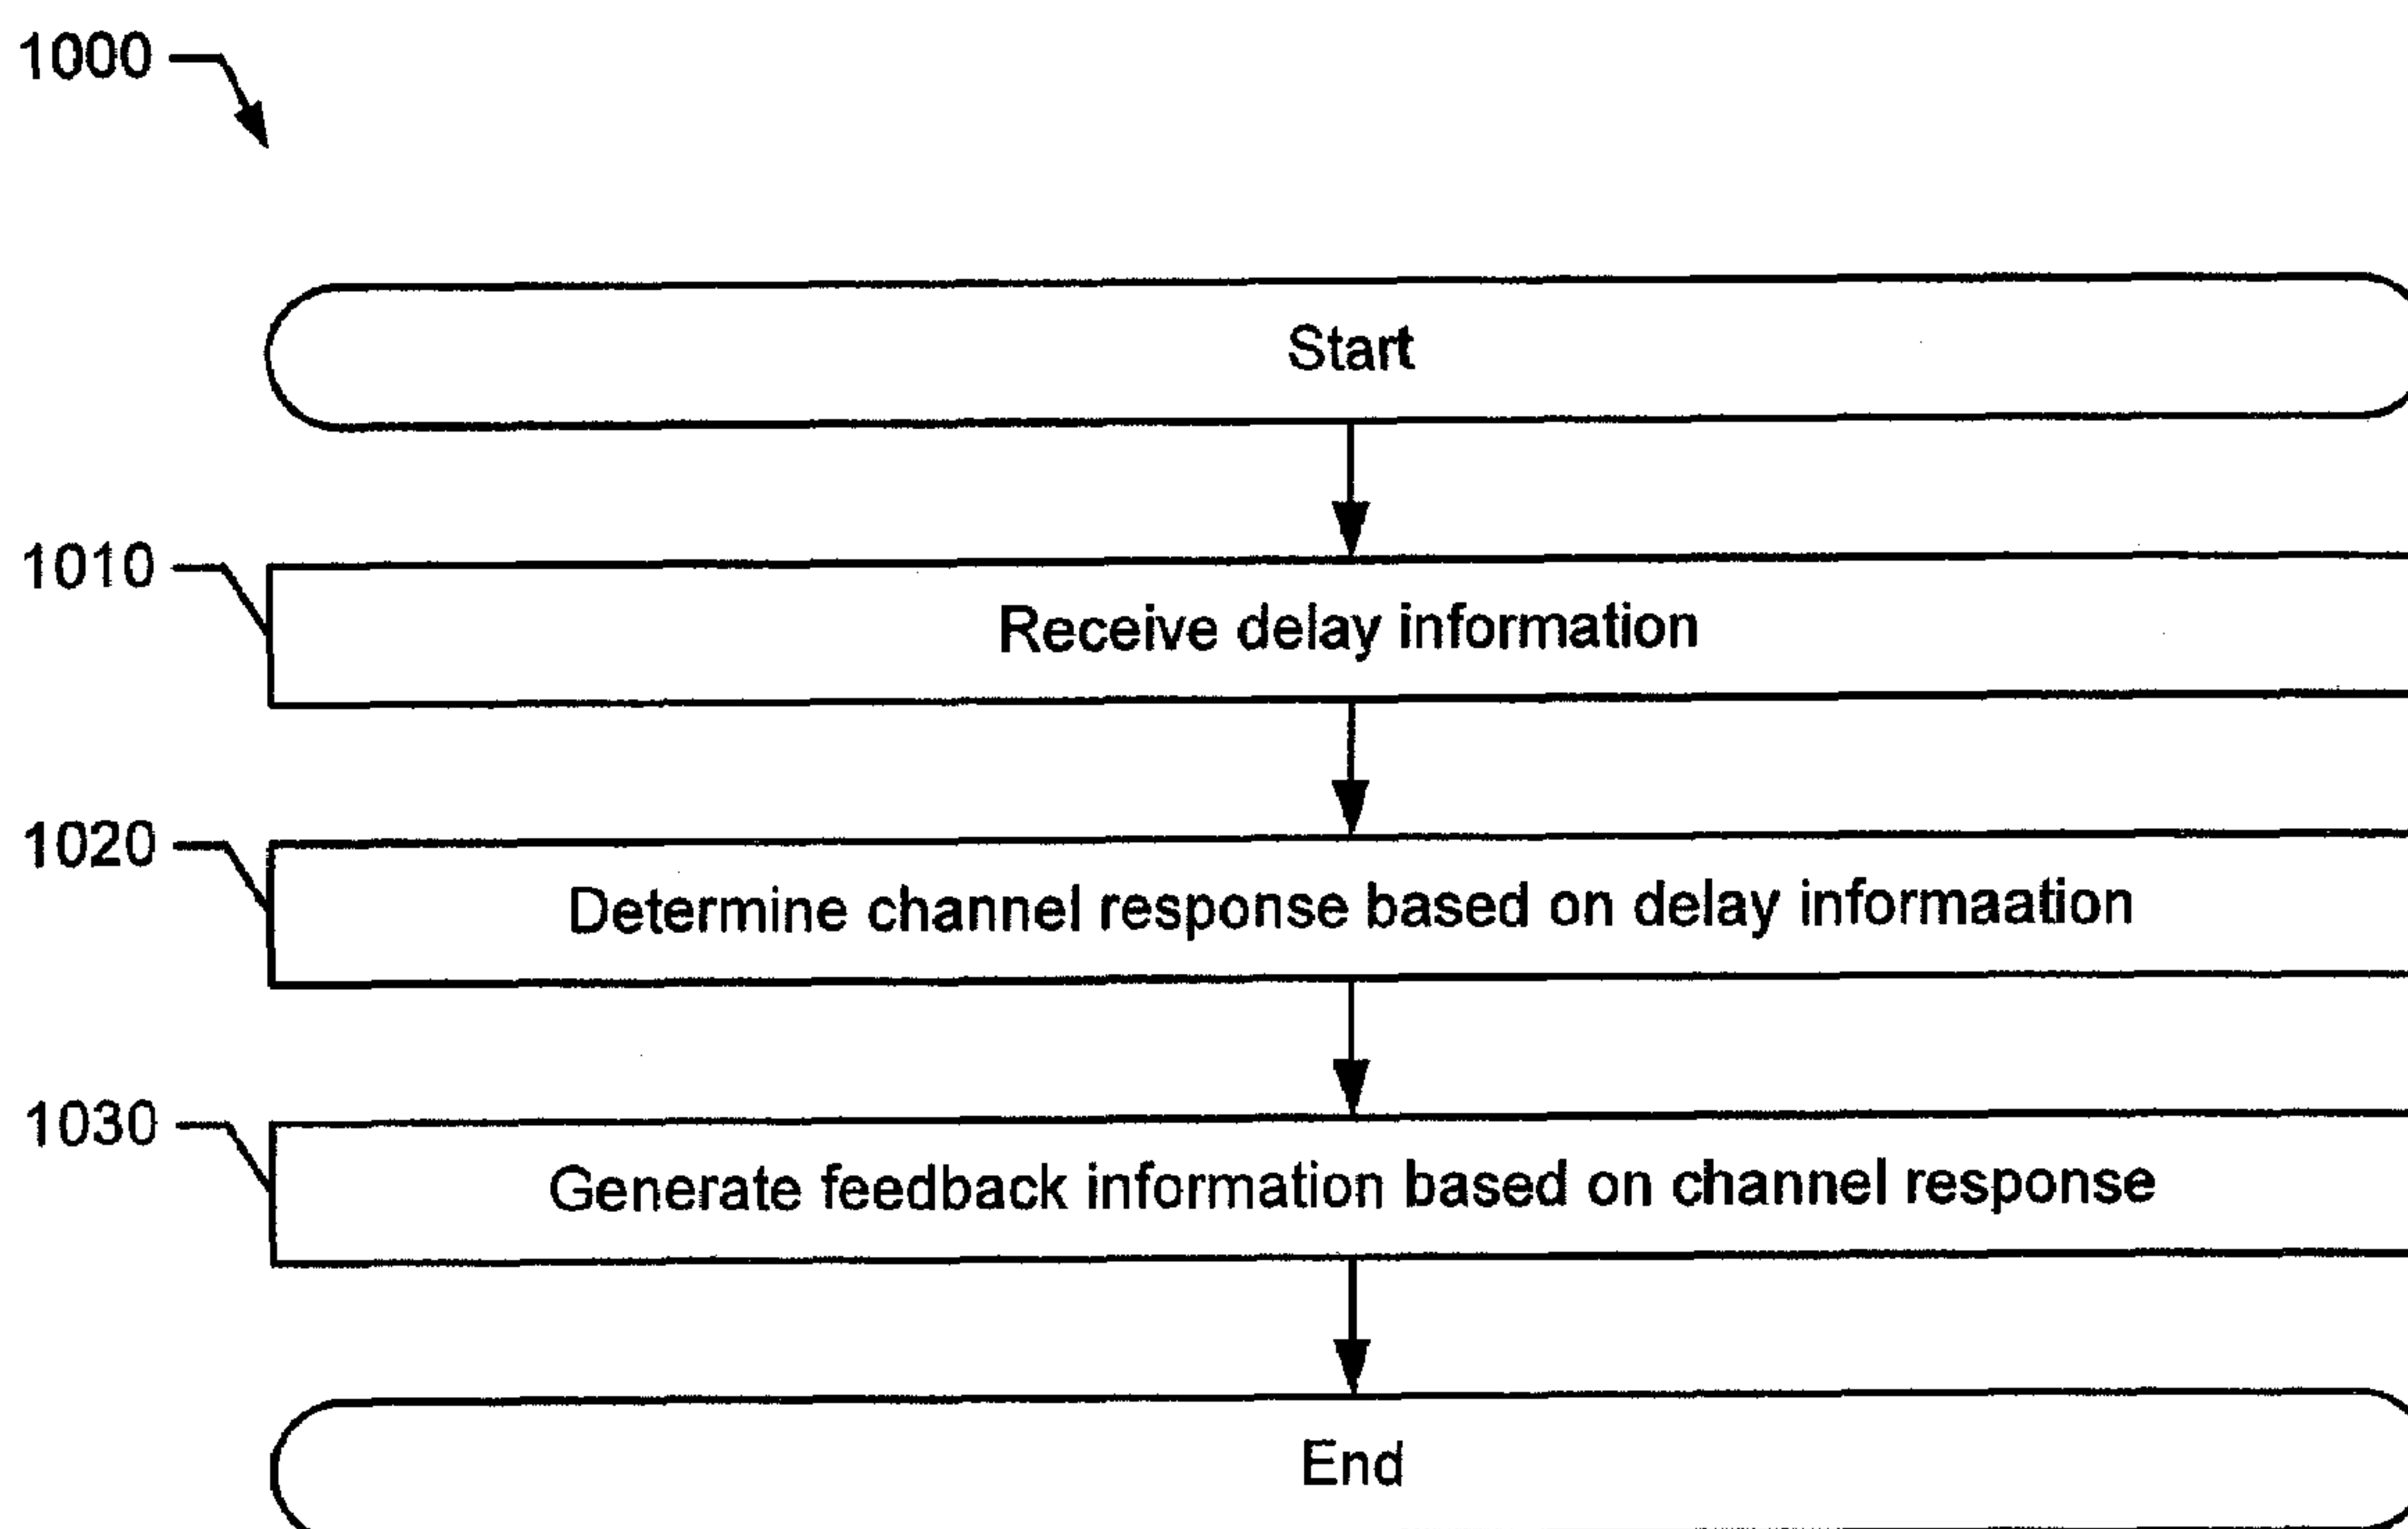 1000
Start
1010
Receive delay information
1020
Determine channel response based on delay informaation
1030
Generate feedback information based on channel response
End